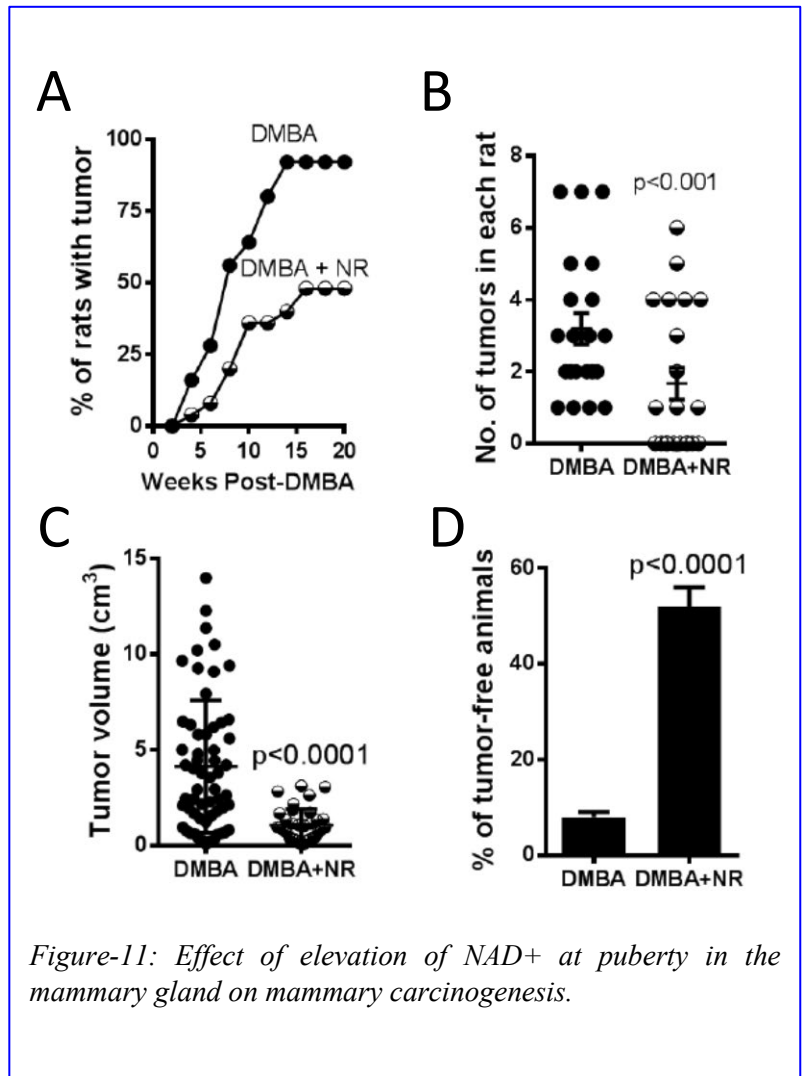 A
% of rats with tumor
100
75
50
25
0
DMBA
DMBA + NR
0 5 10 15 20
Weeks Post-DMBA
B
No. of tumors in each rat
8
6
4
2
0
p<0.001
DMBA DMBA+NR
C
Tumor volume (cm³)
15
10
5
0
p<0.0001
DMBA DMBA+NR
D
% of tumor-free animals
60
40
20
0
p<0.0001
DMBA DMBA+NR
Figure-11: Effect of elevation of NAD+ at puberty in the
mammary gland on mammary carcinogenesis.